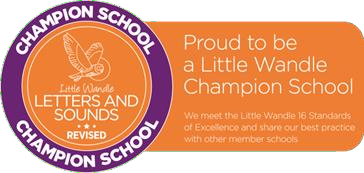 CHAMPION SCHOOL
Little Wandle
LETTERS AND
SOUNDS
REVISED
CHAMPION SCHOOL
Proud to be
a Little Wandle
Champion School
We meet the Little Wandle 16 Standards
of Excellence and share our best practice
with other member schools